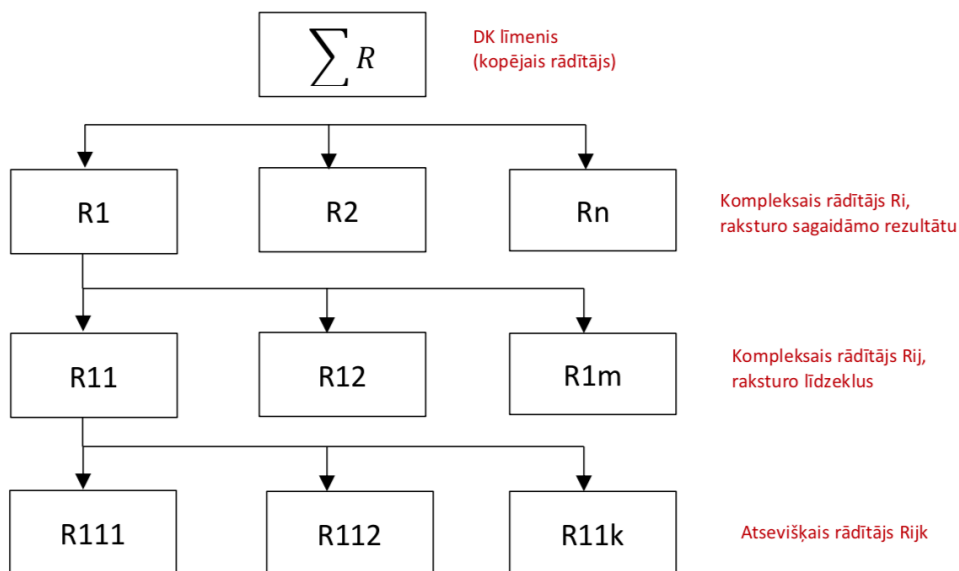 ∑ R
DK līmenis
(kopējais rādītājs)
R1
R2
Rn
Kompleksais rādītājs Ri,
raksturo sagaidāmo rezultātu
R11
R12
R1m
Kompleksais rādītājs Rij,
raksturo līdzeklus
R111
R112
R11k
Atsevišķais rādītājs Rijk